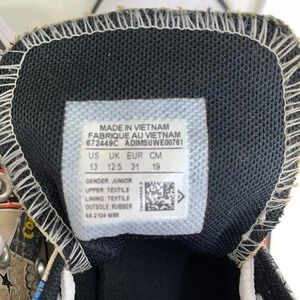 MADE IN VIETNAM
FABRIQUE AU VIETNAM
672449C ADIMSUWE00761
US UK EUR CM
13 12.5 31 19
GENDER: JUNIOR
UPPER: TEXTILE
LINING: TEXTILE
OUTSOLE: RUBBER